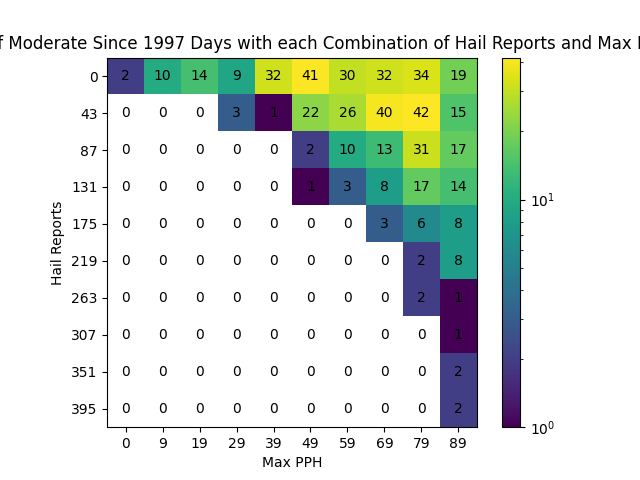 Moderate Since 1997 Days with each Combination of Hail Reports and Max
0 2 10 14 9 32 41 30 32 34 19
43 0 0 0 3 1 22 26 40 42 15
87 0 0 0 0 0 2 10 13 31 17
131 0 0 0 0 0 1 3 8 17 14
175 0 0 0 0 0 0 0 3 6 8
219 0 0 0 0 0 0 0 0 2 8
263 0 0 0 0 0 0 0 0 2 1
307 0 0 0 0 0 0 0 0 0 1
351 0 0 0 0 0 0 0 0 0 2
395 0 0 0 0 0 0 0 0 0 2
0 9 19 29 39 49 59 69 79 89
Max PPH
Hail Reports
10¹
10⁰